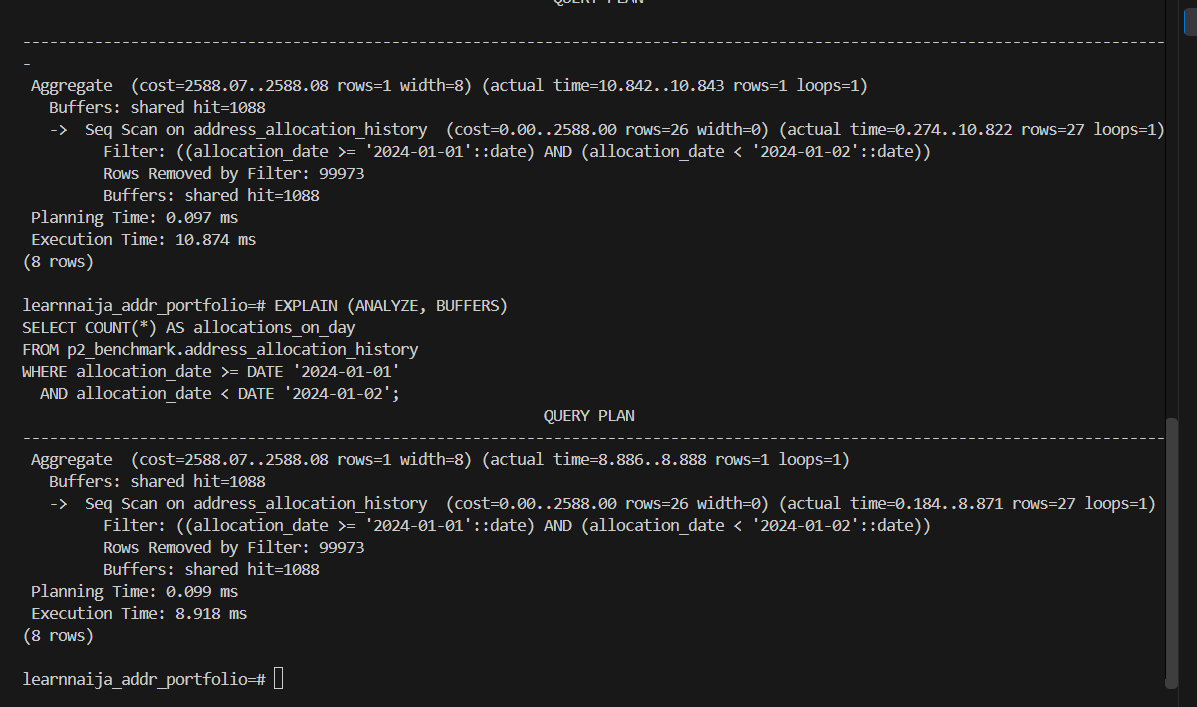 QUERY PLAN
-------------------------------------------------------------------------------------------------------------------------------
-
 Aggregate  (cost=2588.07..2588.08 rows=1 width=8) (actual time=10.842..10.843 rows=1 loops=1)
   Buffers: shared hit=1088
   ->  Seq Scan on address_allocation_history  (cost=0.00..2588.00 rows=26 width=0) (actual time=0.274..10.822 rows=27 loops=1)
         Filter: ((allocation_date >= '2024-01-01'::date) AND (allocation_date < '2024-01-02'::date))
         Rows Removed by Filter: 99973
         Buffers: shared hit=1088
 Planning Time: 0.097 ms
 Execution Time: 10.874 ms
(8 rows)

learnnaija_addr_portfolio=# EXPLAIN (ANALYZE, BUFFERS)
SELECT COUNT(*) AS allocations_on_day
FROM p2_benchmark.address_allocation_history
WHERE allocation_date >= DATE '2024-01-01'
  AND allocation_date < DATE '2024-01-02';
QUERY PLAN
-------------------------------------------------------------------------------------------------------------------------------
 Aggregate  (cost=2588.07..2588.08 rows=1 width=8) (actual time=8.886..8.888 rows=1 loops=1)
   Buffers: shared hit=1088
   ->  Seq Scan on address_allocation_history  (cost=0.00..2588.00 rows=26 width=0) (actual time=0.184..8.871 rows=27 loops=1)
         Filter: ((allocation_date >= '2024-01-01'::date) AND (allocation_date < '2024-01-02'::date))
         Rows Removed by Filter: 99973
         Buffers: shared hit=1088
 Planning Time: 0.099 ms
 Execution Time: 8.918 ms
(8 rows)

learnnaija_addr_portfolio=#